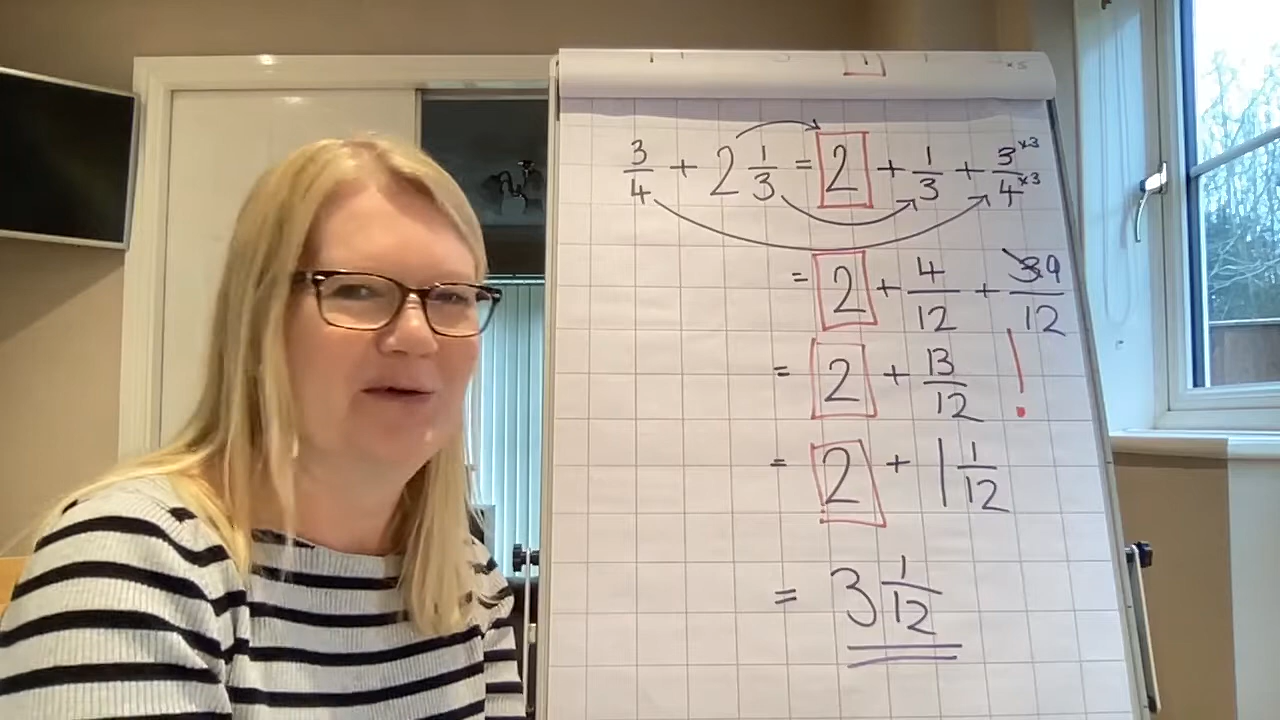 ×5
3/4 + 2 1/3 = 2 + 1/3 + 3×3/4×3
= 2 + 4/12 + 9/12
= 2 + 13/12 !
= 2 + 1 1/12
= 3 1/12